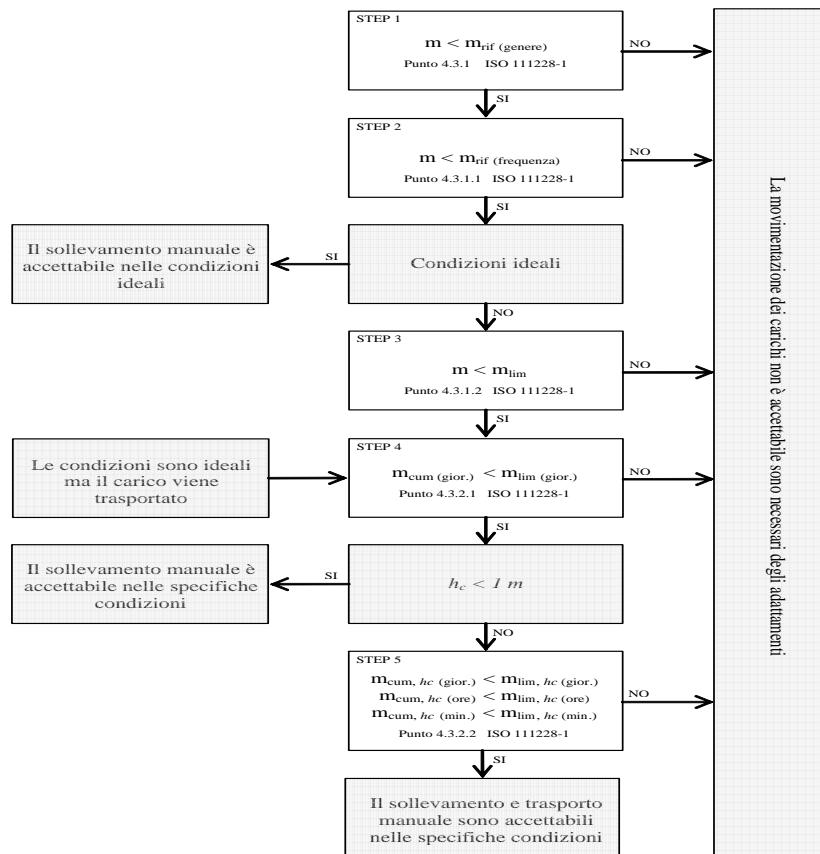 STEP 1
m < mrif (genere)
Punto 4.3.1 ISO 111228-1
NO
SI
STEP 2
m < mrif (frequenza)
Punto 4.3.1.1 ISO 111228-1
NO
SI
Il sollevamento manuale è
accettabile nelle condizioni
ideali
SI
Condizioni ideali
NO
STEP 3
m < mlim
Punto 4.3.1.2 ISO 111228-1
NO
SI
Le condizioni sono ideali
ma il carico viene
trasportato
STEP 4
mcum (gior.) < mlim (gior.)
Punto 4.3.2.1 ISO 111228-1
NO
SI
Il sollevamento manuale è
accettabile nelle specifiche
condizioni
SI
hc < 1 m
NO
STEP 5
mcum, hc (gior.) < mlim, hc (gior.)
mcum, hc (ore) < mlim, hc (ore)
mcum, hc (min.) < mlim, hc (min.)
Punto 4.3.2.2 ISO 111228-1
NO
SI
Il sollevamento e trasporto
manuale sono accettabili
nelle specifiche condizioni
La movimentazione dei carichi non è accettabile sono necessari degli adattamenti